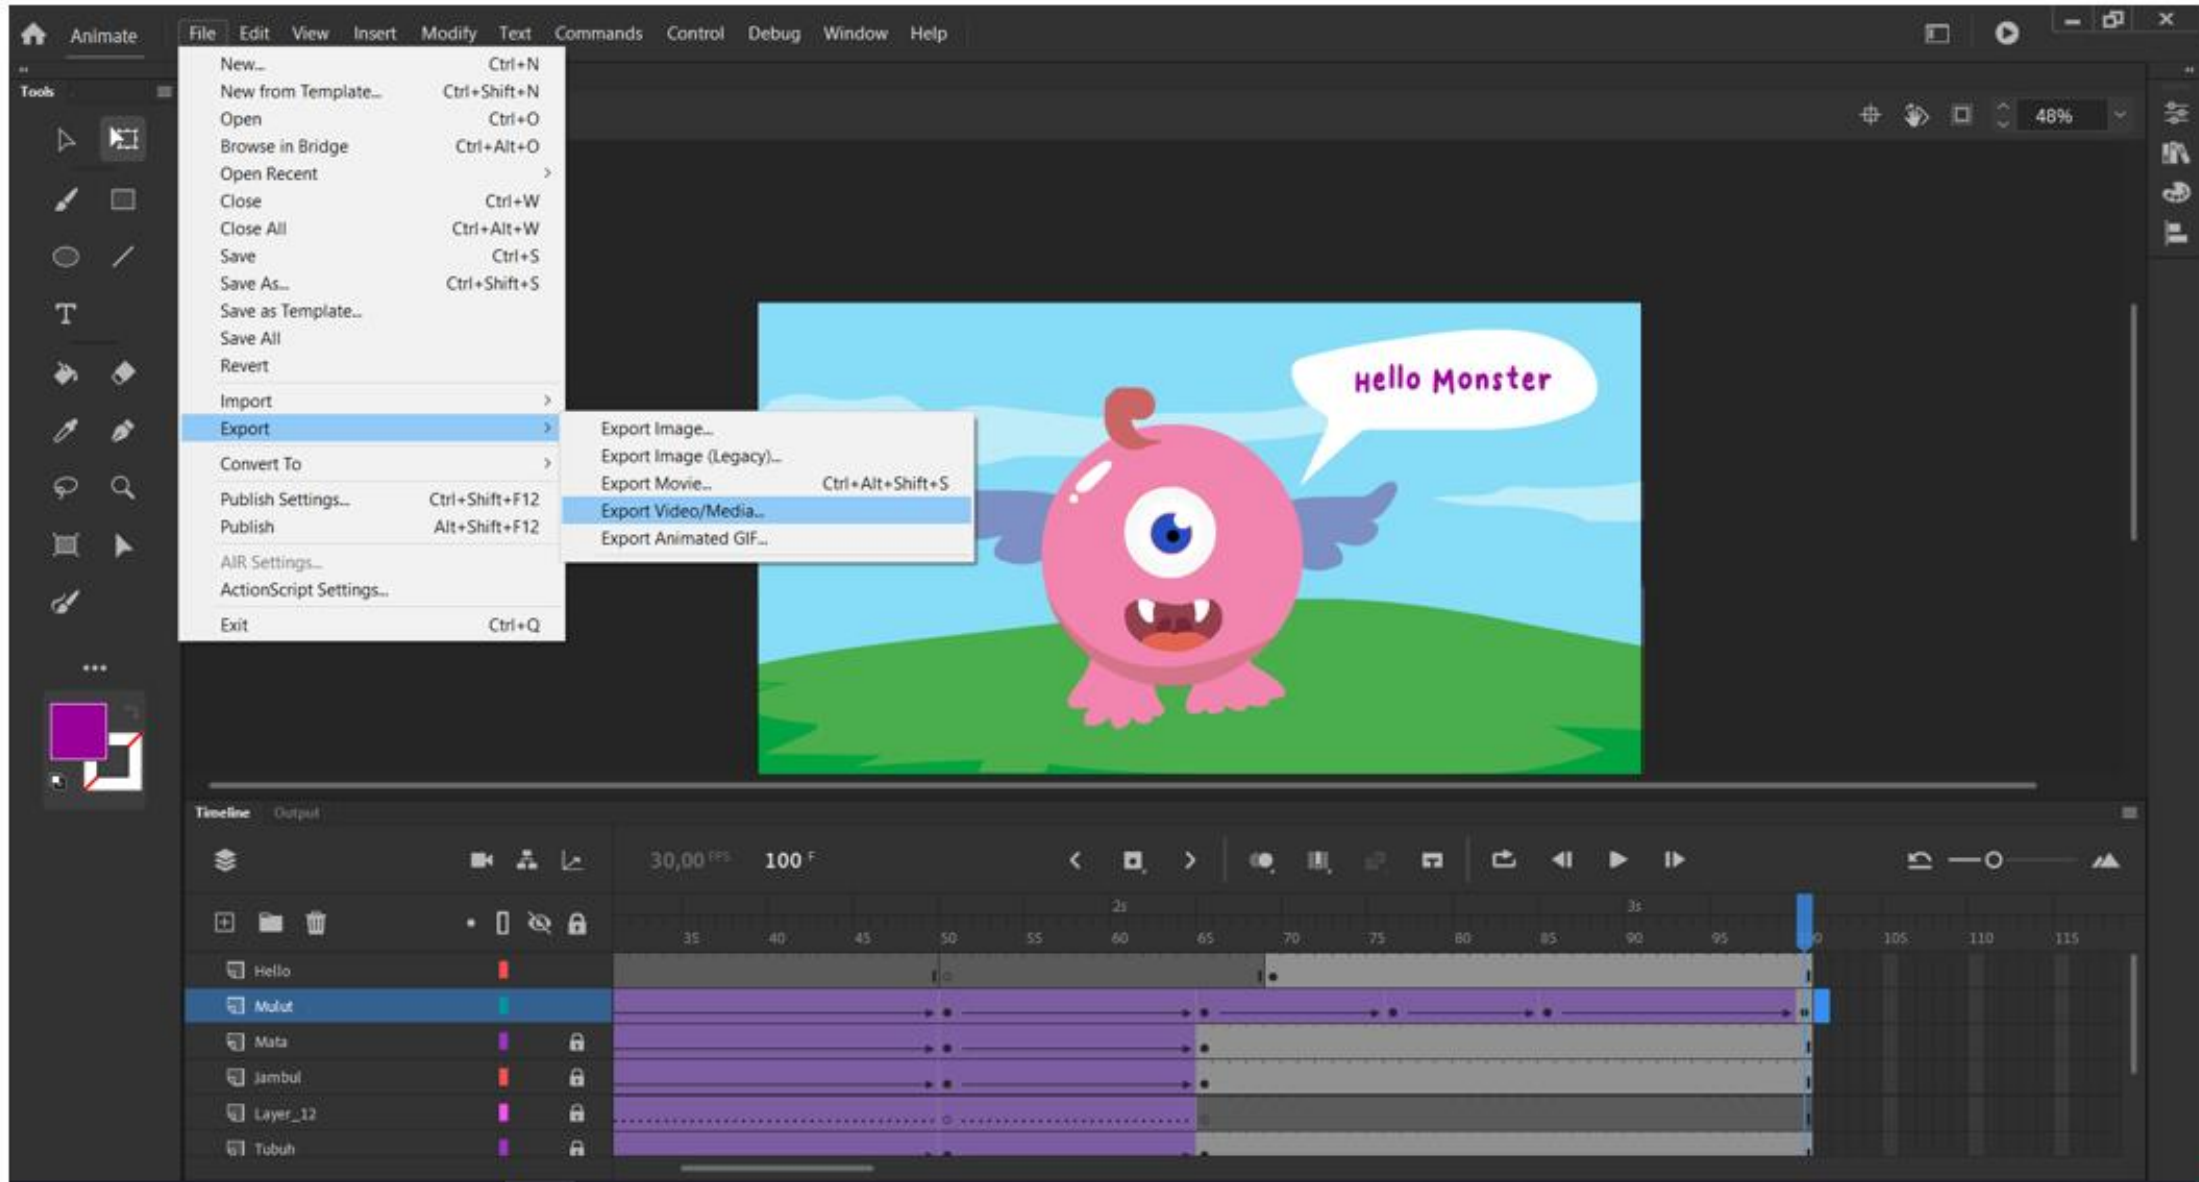 Animate File Edit View Insert Modify Text Commands Control Debug Window Help
Tools
New... Ctrl+N
New from Template... Ctrl+Shift+N
Open Ctrl+O
Browse in Bridge Ctrl+Alt+O
Open Recent
Close Ctrl+W
Close All Ctrl+Alt+W
Save Ctrl+S
Save As... Ctrl+Shift+S
Save as Template...
Save All
Revert
Import
Export
Convert To
Publish Settings... Ctrl+Shift+F12
Publish Alt+Shift+F12
AIR Settings...
ActionScript Settings...
Exit Ctrl+Q
Export Image...
Export Image (Legacy)...
Export Movie... Ctrl+Alt+Shift+S
Export Video/Media...
Export Animated GIF...
48%
Hello Monster
Timeline Output
30,00 FPS 100 F
2s 3s
35 40 45 50 55 60 65 70 75 80 85 90 95 105 110 115
Hello
Mulut
Mata
Jambul
Layer_12
Tubuh